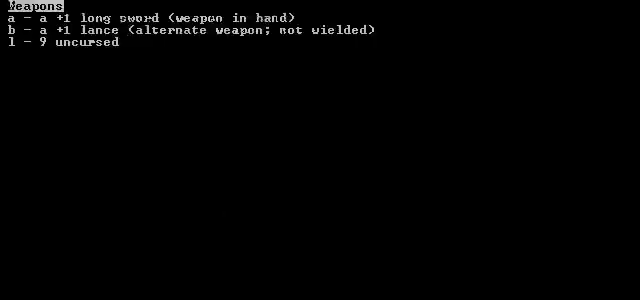 Weapons
a - a +1 long sword (weapon in hand)
b - a +1 lance (alternate weapon; not wielded)
l - 9 uncursed